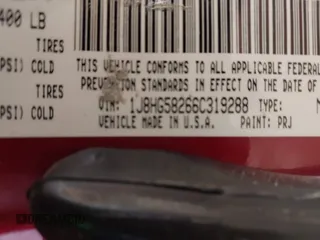 400 LB
TIRES
PSI) COLD
THIS VEHICLE CONFORMS TO ALL APPLICABLE FEDERAL
TIRES
PREVENTION STANDARDS IN EFFECT ON THE DATE OF
PSI) COLD
VIN: 1J8HG58266C319288 TYPE:
VEHICLE MADE IN U.S.A. PAINT: PRJ